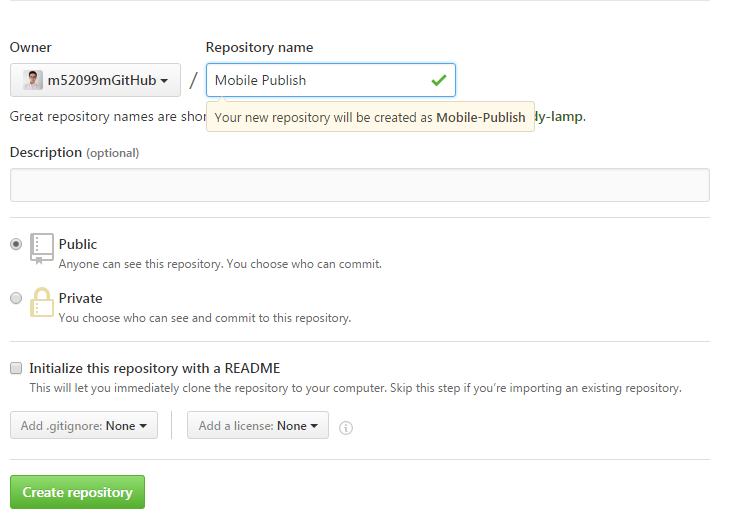 Owner
Repository name
m52099mGitHub
/
Mobile Publish
Great repository names are shor
dy-lamp.
Your new repository will be created as Mobile-Publish
Description (optional)
Public
Anyone can see this repository. You choose who can commit.
Private
You choose who can see and commit to this repository.
Initialize this repository with a README
This will let you immediately clone the repository to your computer. Skip this step if you’re importing an existing repository.
Add .gitignore: None
Add a license: None
Create repository